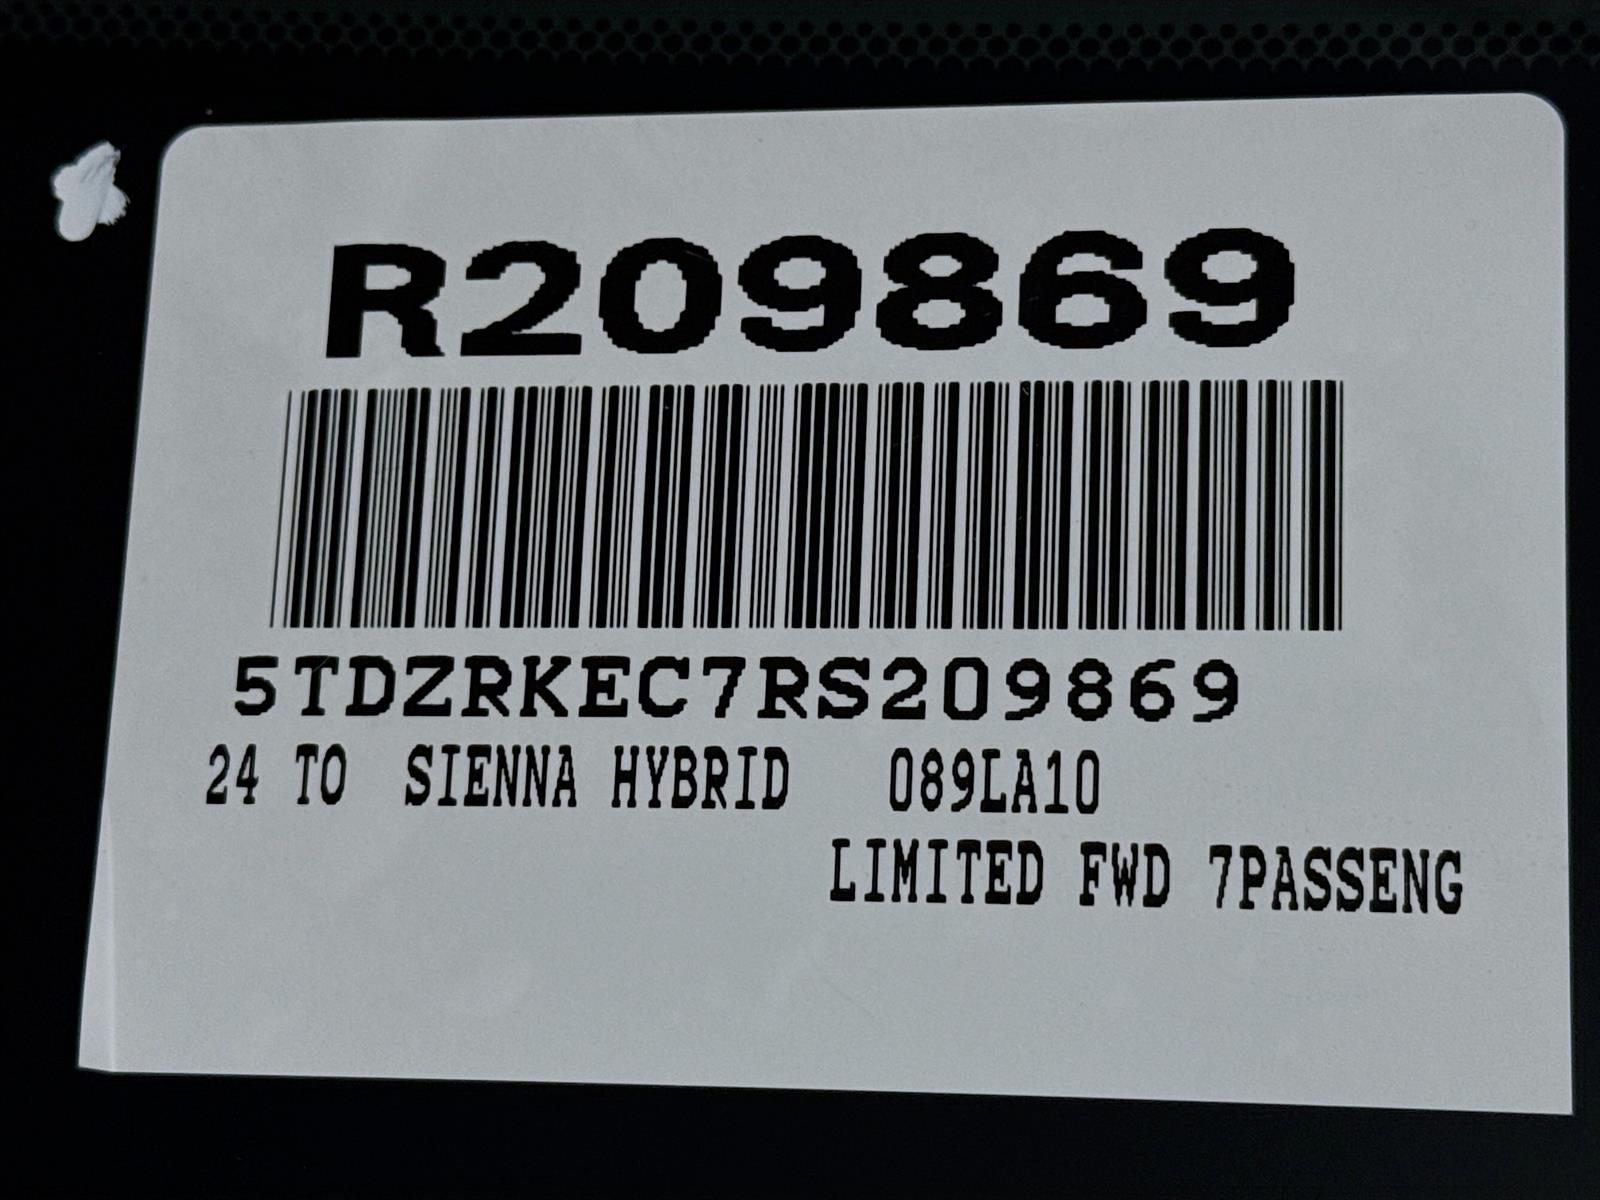 R209869
5TDZRKEC7RS209869
24 TO SIENNA HYBRID 089LA10
LIMITED FWD 7PASSENG